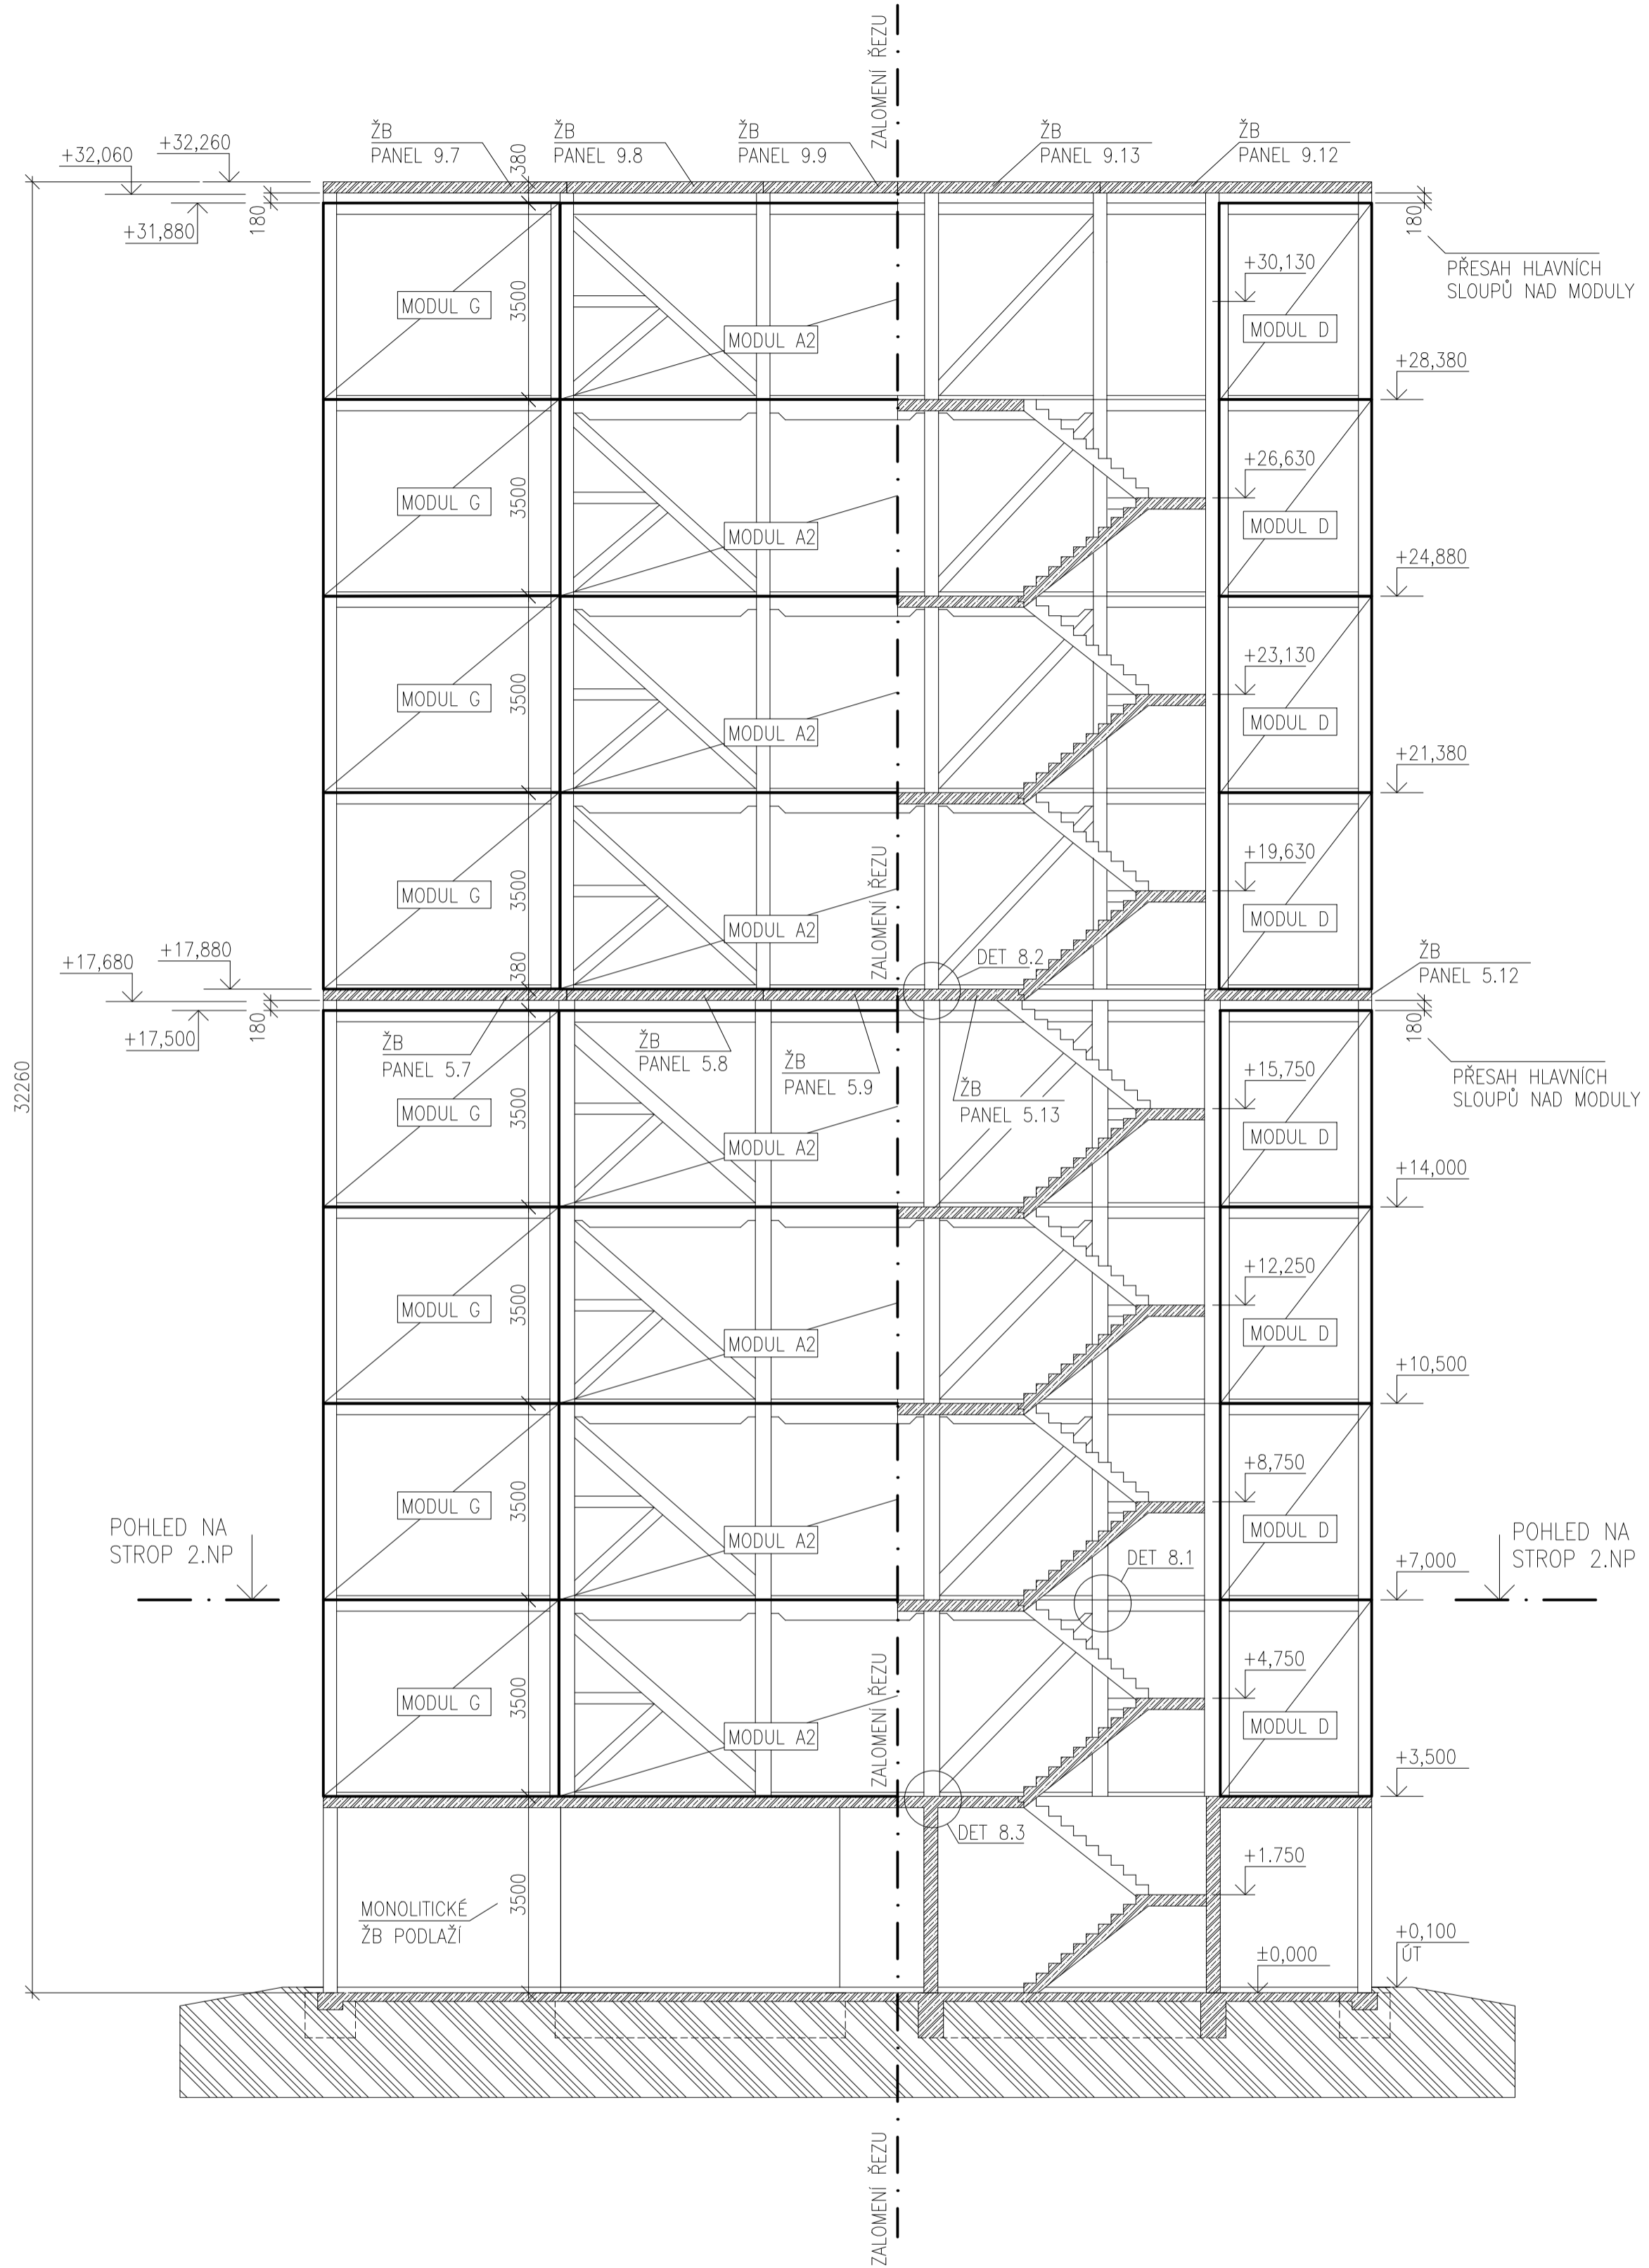 ZALOMENÍ ŘEZU
ŽB
PANEL 9.7
ŽB
PANEL 9.8
ŽB
PANEL 9.9
ŽB
PANEL 9.13
ŽB
PANEL 9.12
+32,060
+32,260
380
180
+31,880
180
PŘESAH HLAVNÍCH
SLOUPŮ NAD MODULY
+30,130
MODUL G
3500
MODUL A2
MODUL D
+28,380
+26,630
MODUL G
3500
MODUL A2
MODUL D
+24,880
+23,130
MODUL G
3500
MODUL A2
MODUL D
+21,380
+19,630
MODUL G
3500
MODUL A2
MODUL D
ZALOMENÍ ŘEZU
+17,680
+17,880
380
DET 8.2
ŽB
PANEL 5.12
180
+17,500
180
ŽB
PANEL 5.7
ŽB
PANEL 5.8
ŽB
PANEL 5.9
ŽB
PANEL 5.13
PŘESAH HLAVNÍCH
SLOUPŮ NAD MODULY
32260
+15,750
MODUL G
3500
MODUL A2
MODUL D
+14,000
+12,250
MODUL G
3500
MODUL A2
MODUL D
+10,500
+8,750
MODUL G
3500
MODUL A2
MODUL D
POHLED NA
STROP 2.NP
DET 8.1
+7,000
POHLED NA
STROP 2.NP
+4,750
MODUL G
3500
MODUL A2
MODUL D
ZALOMENÍ ŘEZU
+3,500
DET 8.3
+1.750
3500
MONOLITICKÉ
ŽB PODLAŽÍ
±0,000
+0,100
ÚT
ZALOMENÍ ŘEZU